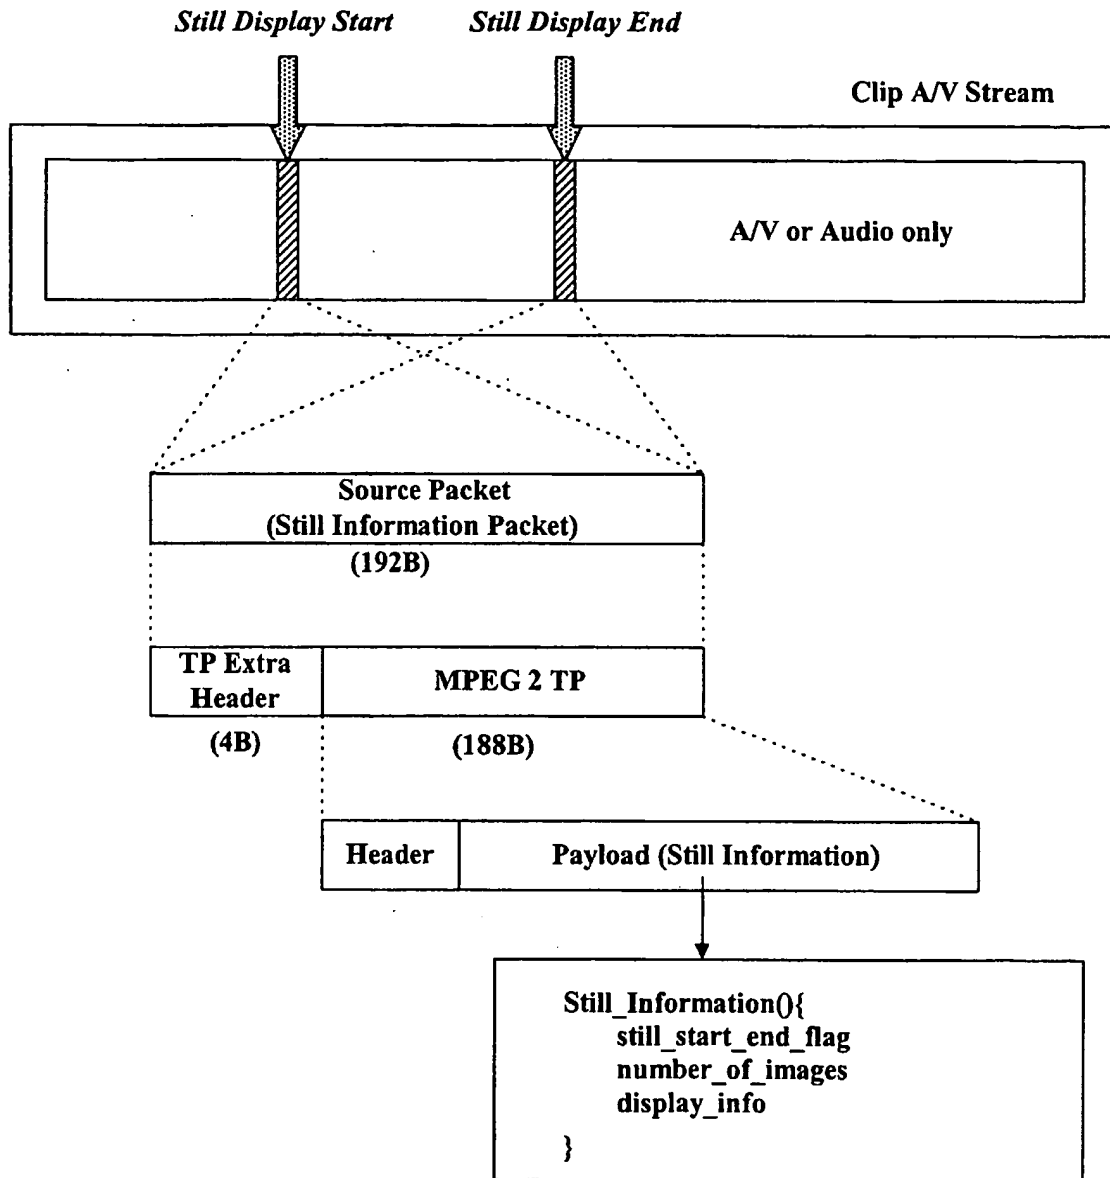 Still Display Start
Still Display End
Clip A/V Stream
A/V or Audio only
Source Packet
(Still Information Packet)
(192B)
TP Extra
Header
MPEG 2 TP
(4B)
(188B)
Header
Payload (Still Information)
Still_Information(){
still_start_end_flag
number_of_images
display_info
}